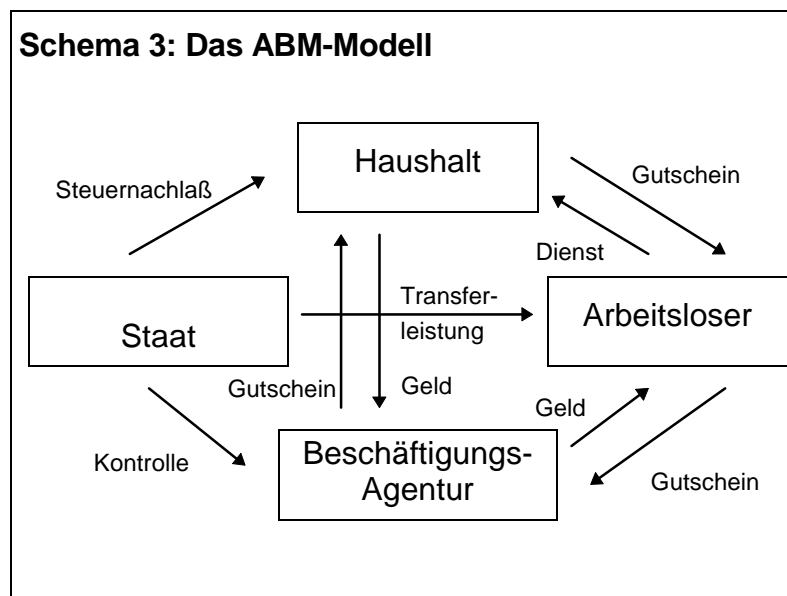 Schema 3: Das ABM-Modell
Haushalt
Steuernachlaß
Gutschein
Dienst
Staat
Transfer-
leistung
Arbeitsloser
Gutschein
Geld
Geld
Kontrolle
Beschäftigungs-
Agentur
Gutschein